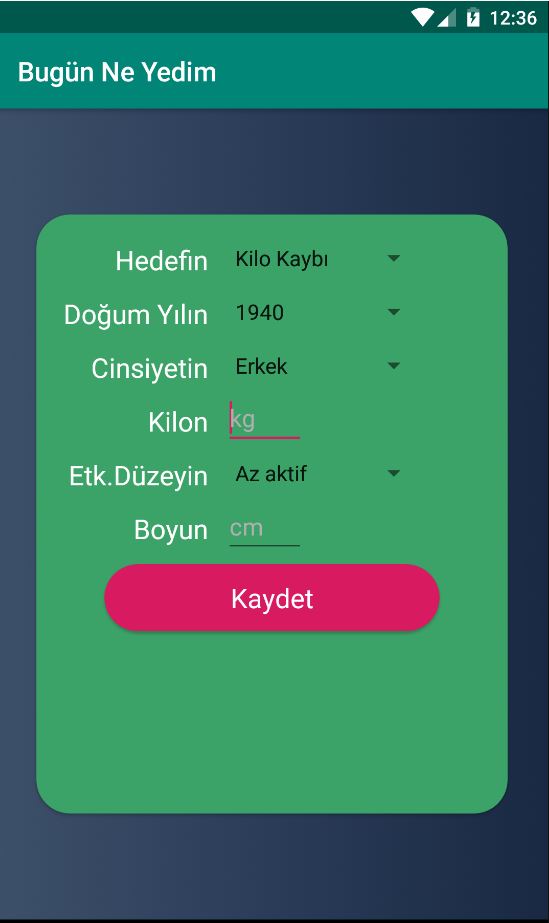 12:36
Bugün Ne Yedim
Hedefin Kilo Kaybı
Doğum Yılın 1940
Cinsiyetin Erkek
Kilon kg
Etk.Düzeyin Az aktif
Boyun cm
Kaydet